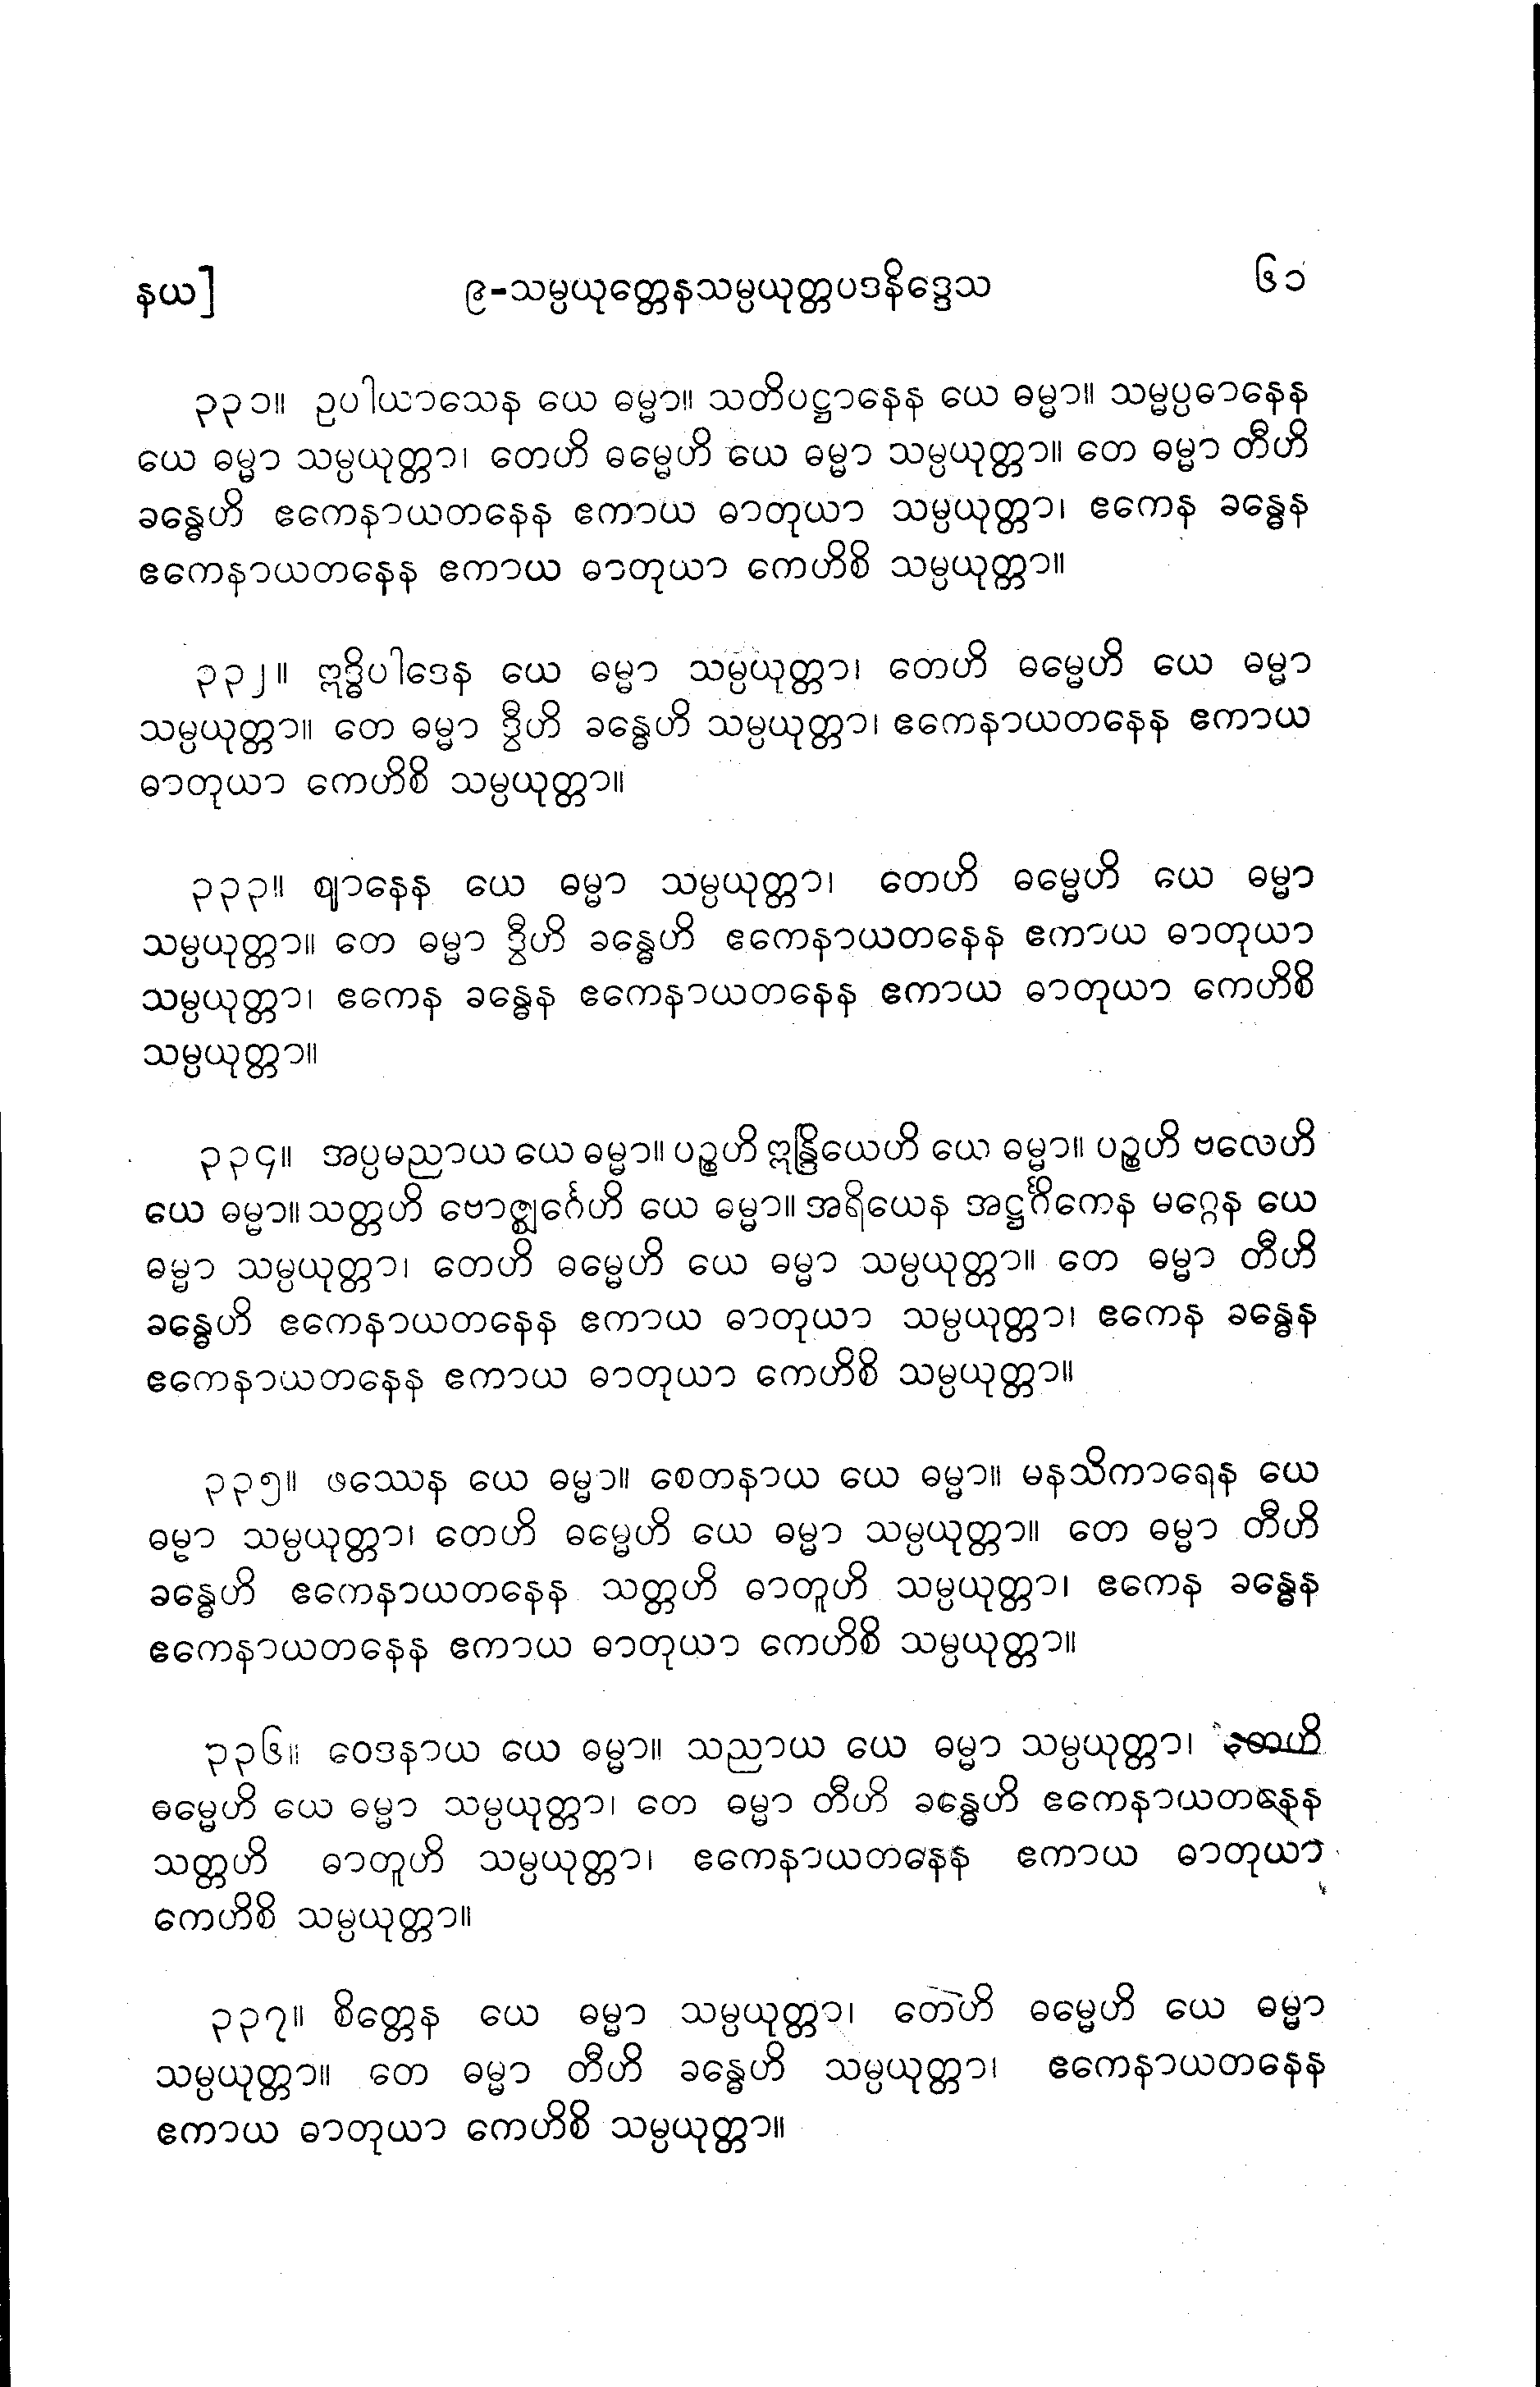 နယ]
၉-သမ္ပယုတ္တေနသမ္ပယုတ္တပဒနိဒ္ဒေသ
၆၁
၃၃၁။ ဥပါယာသေန ယေ ဓမ္မာ။ သတိပဋ္ဌာနေန ယေ ဓမ္မာ။ သမ္မပ္ပဓာနေန
ယေ ဓမ္မာ သမ္ပယုတ္တာ၊ တေဟိ ဓမ္မေဟိ ယေ ဓမ္မာ သမ္ပယုတ္တာ။ တေ ဓမ္မာ တီဟိ
ခန္ဓေဟိ ဧကေနာယတနေန ဧကာယ ဓာတုယာ သမ္ပယုတ္တာ၊ ဧကေန ခန္ဓေန
ဧကေနာယတနေန ဧကာယ ဓာတုယာ ကေဟိစိ သမ္ပယုတ္တာ။
၃၃၂။ ဣဒ္ဓိပါဒေန ယေ ဓမ္မာ သမ္ပယုတ္တာ၊ တေဟိ ဓမ္မေဟိ ယေ ဓမ္မာ
သမ္ပယုတ္တာ။ တေ ဓမ္မာ ဒွီဟိ ခန္ဓေဟိ သမ္ပယုတ္တာ၊ ဧကေနာယတနေန ဧကာယ
ဓာတုယာ ကေဟိစိ သမ္ပယုတ္တာ။
၃၃၃။ ဈာနေန ယေ ဓမ္မာ သမ္ပယုတ္တာ၊ တေဟိ ဓမ္မေဟိ ယေ ဓမ္မာ
သမ္ပယုတ္တာ။ တေ ဓမ္မာ ဒွီဟိ ခန္ဓေဟိ ဧကေနာယတနေန ဧကာယ ဓာတုယာ
သမ္ပယုတ္တာ၊ ဧကေန ခန္ဓေန ဧကေနာယတနေန ဧကာယ ဓာတုယာ ကေဟိစိ
သမ္ပယုတ္တာ။
၃၃၄။ အပ္ပမညာယ ယေ ဓမ္မာ။ ပဉ္စဟိ ဣန္ဒြိယေဟိ ယေ ဓမ္မာ။ ပဉ္စဟိ ဗလေဟိ
ယေ ဓမ္မာ။ သတ္တဟိ ဗောဇ္ဈင်္ဂေဟိ ယေ ဓမ္မာ။ အရိယေန အဋ္ဌင်္ဂိကေန မဂ္ဂေန ယေ
ဓမ္မာ သမ္ပယုတ္တာ၊ တေဟိ ဓမ္မေဟိ ယေ ဓမ္မာ သမ္ပယုတ္တာ။ တေ ဓမ္မာ တီဟိ
ခန္ဓေဟိ ဧကေနာယတနေန ဧကာယ ဓာတုယာ သမ္ပယုတ္တာ၊ ဧကေန ခန္ဓေန
ဧကေနာယတနေန ဧကာယ ဓာတုယာ ကေဟိစိ သမ္ပယုတ္တာ။
၃၃၅။ ဖဿေန ယေ ဓမ္မာ။ စေတနာယ ယေ ဓမ္မာ။ မနသိကာရေန ယေ
ဓမ္မာ သမ္ပယုတ္တာ၊ တေဟိ ဓမ္မေဟိ ယေ ဓမ္မာ သမ္ပယုတ္တာ။ တေ ဓမ္မာ တီဟိ
ခန္ဓေဟိ ဧကေနာယတနေန သတ္တဟိ ဓာတူဟိ သမ္ပယုတ္တာ၊ ဧကေန ခန္ဓေန
ဧကေနာယတနေန ဧကာယ ဓာတုယာ ကေဟိစိ သမ္ပယုတ္တာ။
၃၃၆။ ဝေဒနာယ ယေ ဓမ္မာ။ သညာယ ယေ ဓမ္မာ သမ္ပယုတ္တာ၊
ဓမ္မေဟိ ယေ ဓမ္မာ သမ္ပယုတ္တာ၊ တေ ဓမ္မာ တီဟိ ခန္ဓေဟိ ဧကေနာယတနေန
သတ္တဟိ ဓာတူဟိ သမ္ပယုတ္တာ၊ ဧကေနာယတနေန ဧကာယ ဓာတုယာ
ကေဟိစိ သမ္ပယုတ္တာ။
၃၃၇။ စိတ္တေန ယေ ဓမ္မာ သမ္ပယုတ္တာ၊ တေဟိ ဓမ္မေဟိ ယေ ဓမ္မာ
သမ္ပယုတ္တာ။ တေ ဓမ္မာ တီဟိ ခန္ဓေဟိ သမ္ပယုတ္တာ၊ ဧကေနာယတနေန
ဧကာယ ဓာတုယာ ကေဟိစိ သမ္ပယုတ္တာ။